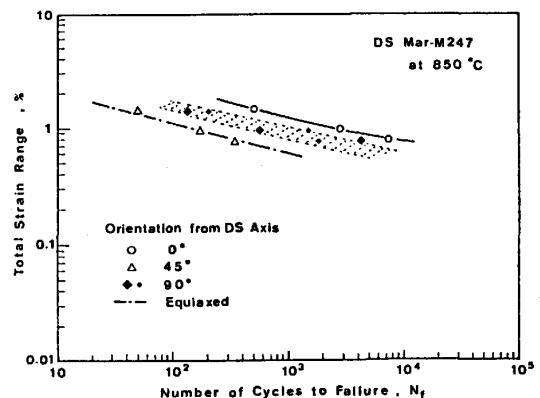 10
DS Mar-M247
at 850 °C
Total Strain Range , %
1
0.1
0.01
Orientation from DS Axis
0°
45°
90°
Equiaxed
10
10²
10³
10⁴
10⁵
Number of Cycles to Failure , Nf